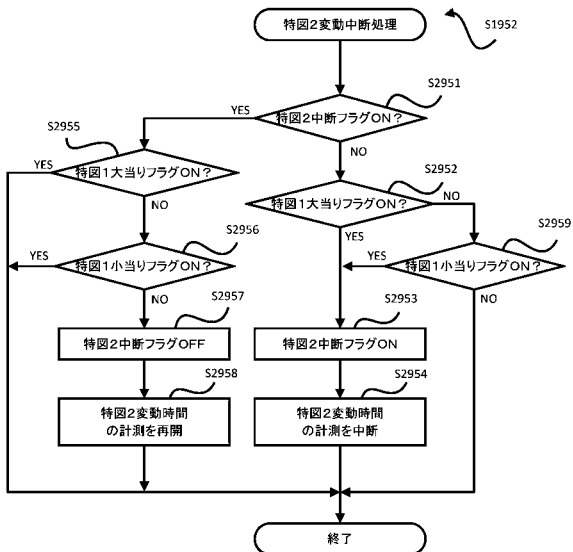 特図2変動中断処理
S1952
S2951
特図2中断フラグON?
YES
NO
S2955
特図1大当りフラグON?
YES
NO
S2952
特図1大当りフラグON?
NO
YES
S2956
特図1小当りフラグON?
YES
NO
S2959
特図1小当りフラグON?
YES
NO
S2957
特図2中断フラグOFF
S2953
特図2中断フラグON
S2958
特図2変動時間
の計測を再開
S2954
特図2変動時間
の計測を中断
終了